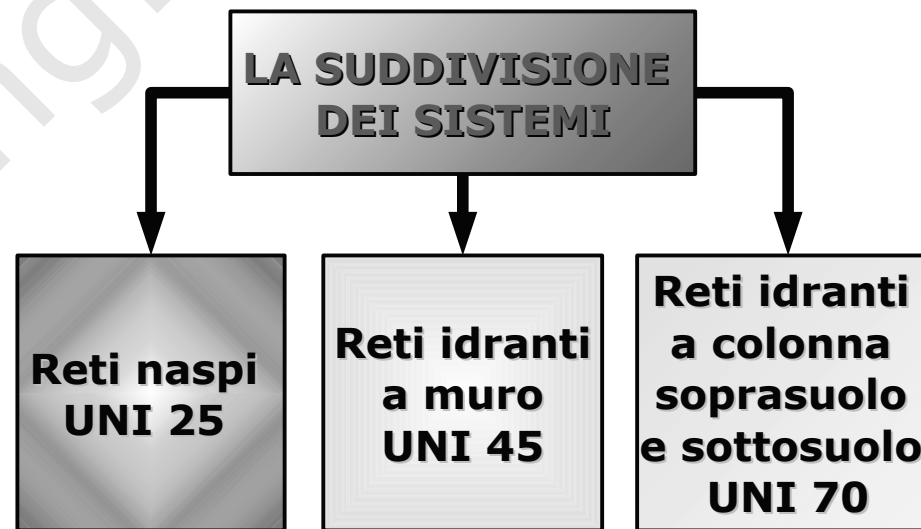 LA SUDDIVISIONE
DEI SISTEMI
Reti naspi
UNI 25
Reti idranti
a muro
UNI 45
Reti idranti
a colonna
soprasuolo
e sottosuolo
UNI 70